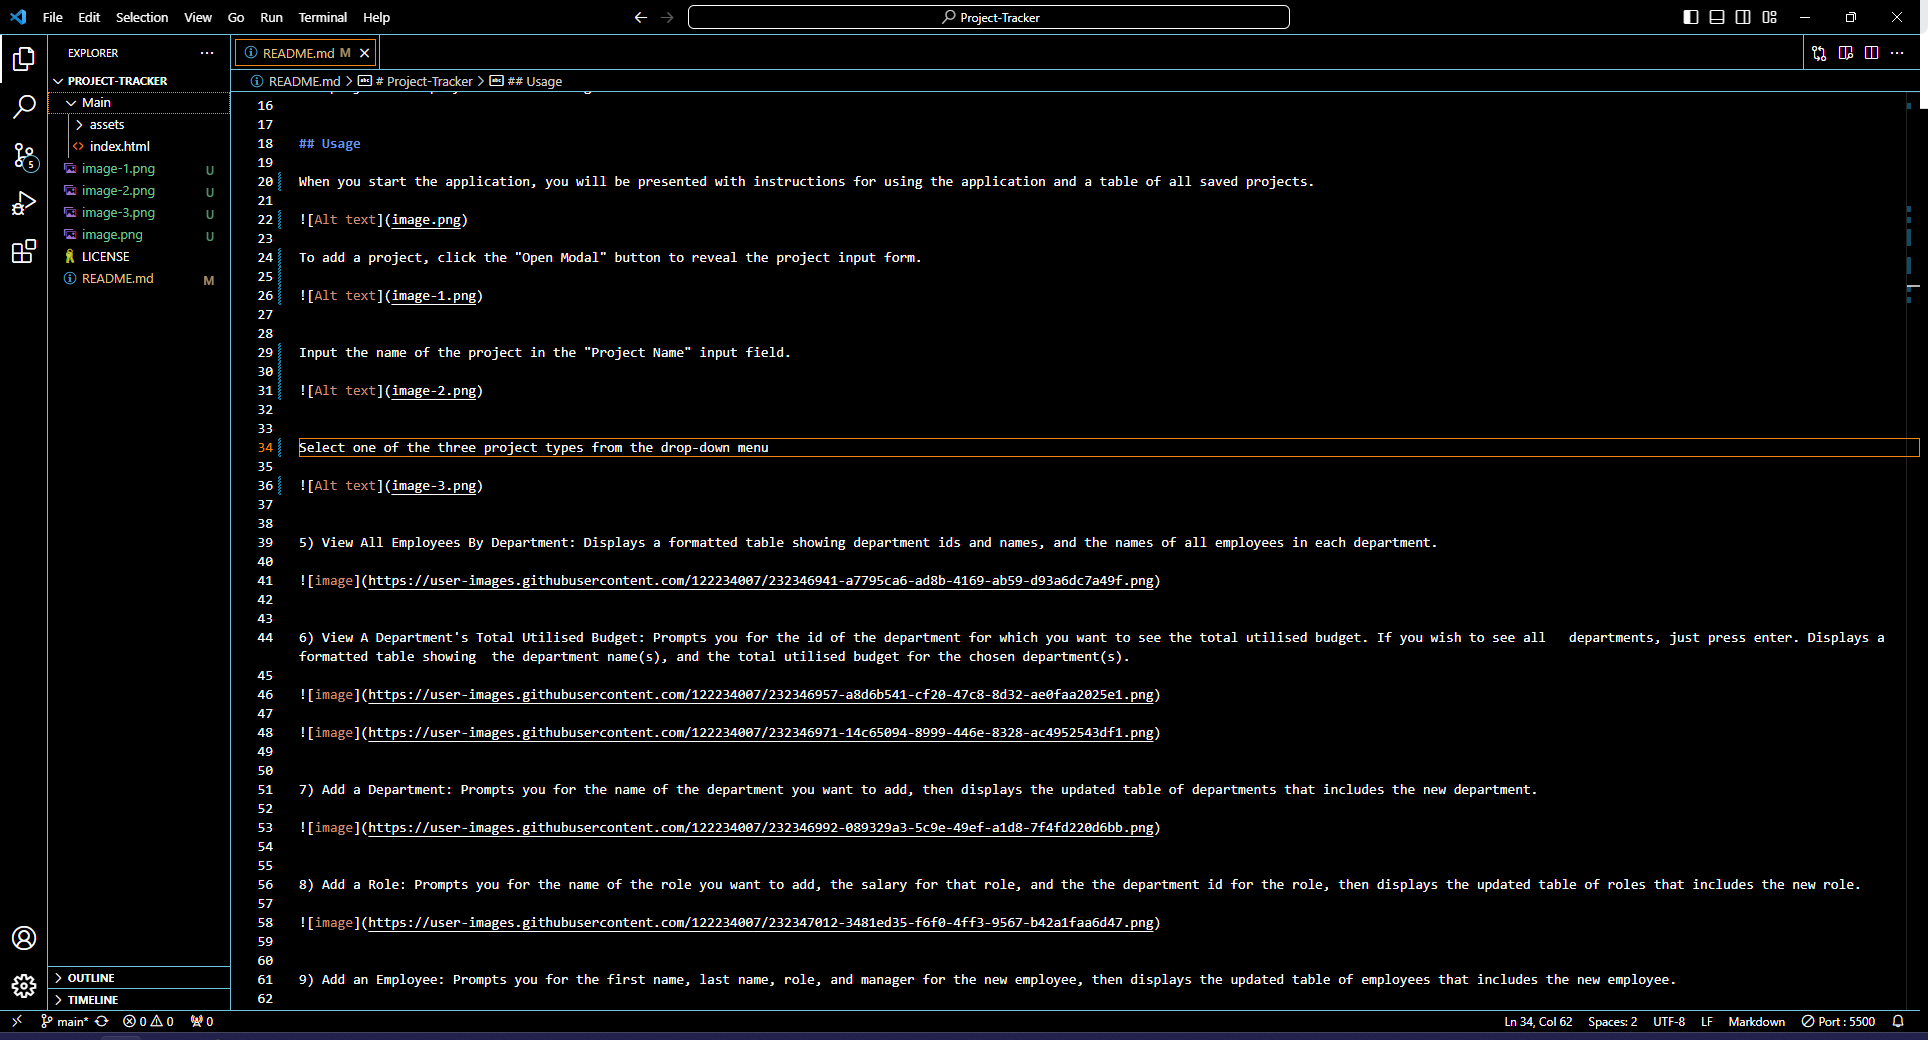 File Edit Selection View Go Run Terminal Help
Project-Tracker
EXPLORER
README.md M
PROJECT-TRACKER
README.md > # Project-Tracker > ## Usage
Main
assets
index.html
image-1.png U
image-2.png U
image-3.png U
image.png U
LICENSE
README.md M
5
16
17
18 ## Usage
19
20 When you start the application, you will be presented with instructions for using the application and a table of all saved projects.
21
22 ![Alt text](image.png)
23
24 To add a project, click the "Open Modal" button to reveal the project input form.
25
26 ![Alt text](image-1.png)
27
28
29 Input the name of the project in the "Project Name" input field.
30
31 ![Alt text](image-2.png)
32
33
34 Select one of the three project types from the drop-down menu
35
36 ![Alt text](image-3.png)
37
38
39 5) View All Employees By Department: Displays a formatted table showing department ids and names, and the names of all employees in each department.
40
41 ![image](https://user-images.githubusercontent.com/122234007/232346941-a7795ca6-ad8b-4169-ab59-d93a6dc7a49f.png)
42
43
44 6) View A Department's Total Utilised Budget: Prompts you for the id of the department for which you want to see the total utilised budget. If you wish to see all   departments, just press enter. Displays a
formatted table showing  the department name(s), and the total utilised budget for the chosen department(s).
45
46 ![image](https://user-images.githubusercontent.com/122234007/232346957-a8d6b541-cf20-47c8-8d32-ae0faa2025e1.png)
47
48 ![image](https://user-images.githubusercontent.com/122234007/232346971-14c65094-8999-446e-8328-ac4952543df1.png)
49
50
51 7) Add a Department: Prompts you for the name of the department you want to add, then displays the updated table of departments that includes the new department.
52
53 ![image](https://user-images.githubusercontent.com/122234007/232346992-089329a3-5c9e-49ef-a1d8-7f4fd220d6bb.png)
54
55
56 8) Add a Role: Prompts you for the name of the role you want to add, the salary for that role, and the the department id for the role, then displays the updated table of roles that includes the new role.
57
58 ![image](https://user-images.githubusercontent.com/122234007/232347012-3481ed35-f6f0-4ff3-9567-b42a1faa6d47.png)
59
60
61 9) Add an Employee: Prompts you for the first name, last name, role, and manager for the new employee, then displays the updated table of employees that includes the new employee.
62
OUTLINE
TIMELINE
main* 0 0 0
Ln 34, Col 62 Spaces: 2 UTF-8 LF Markdown Port : 5500